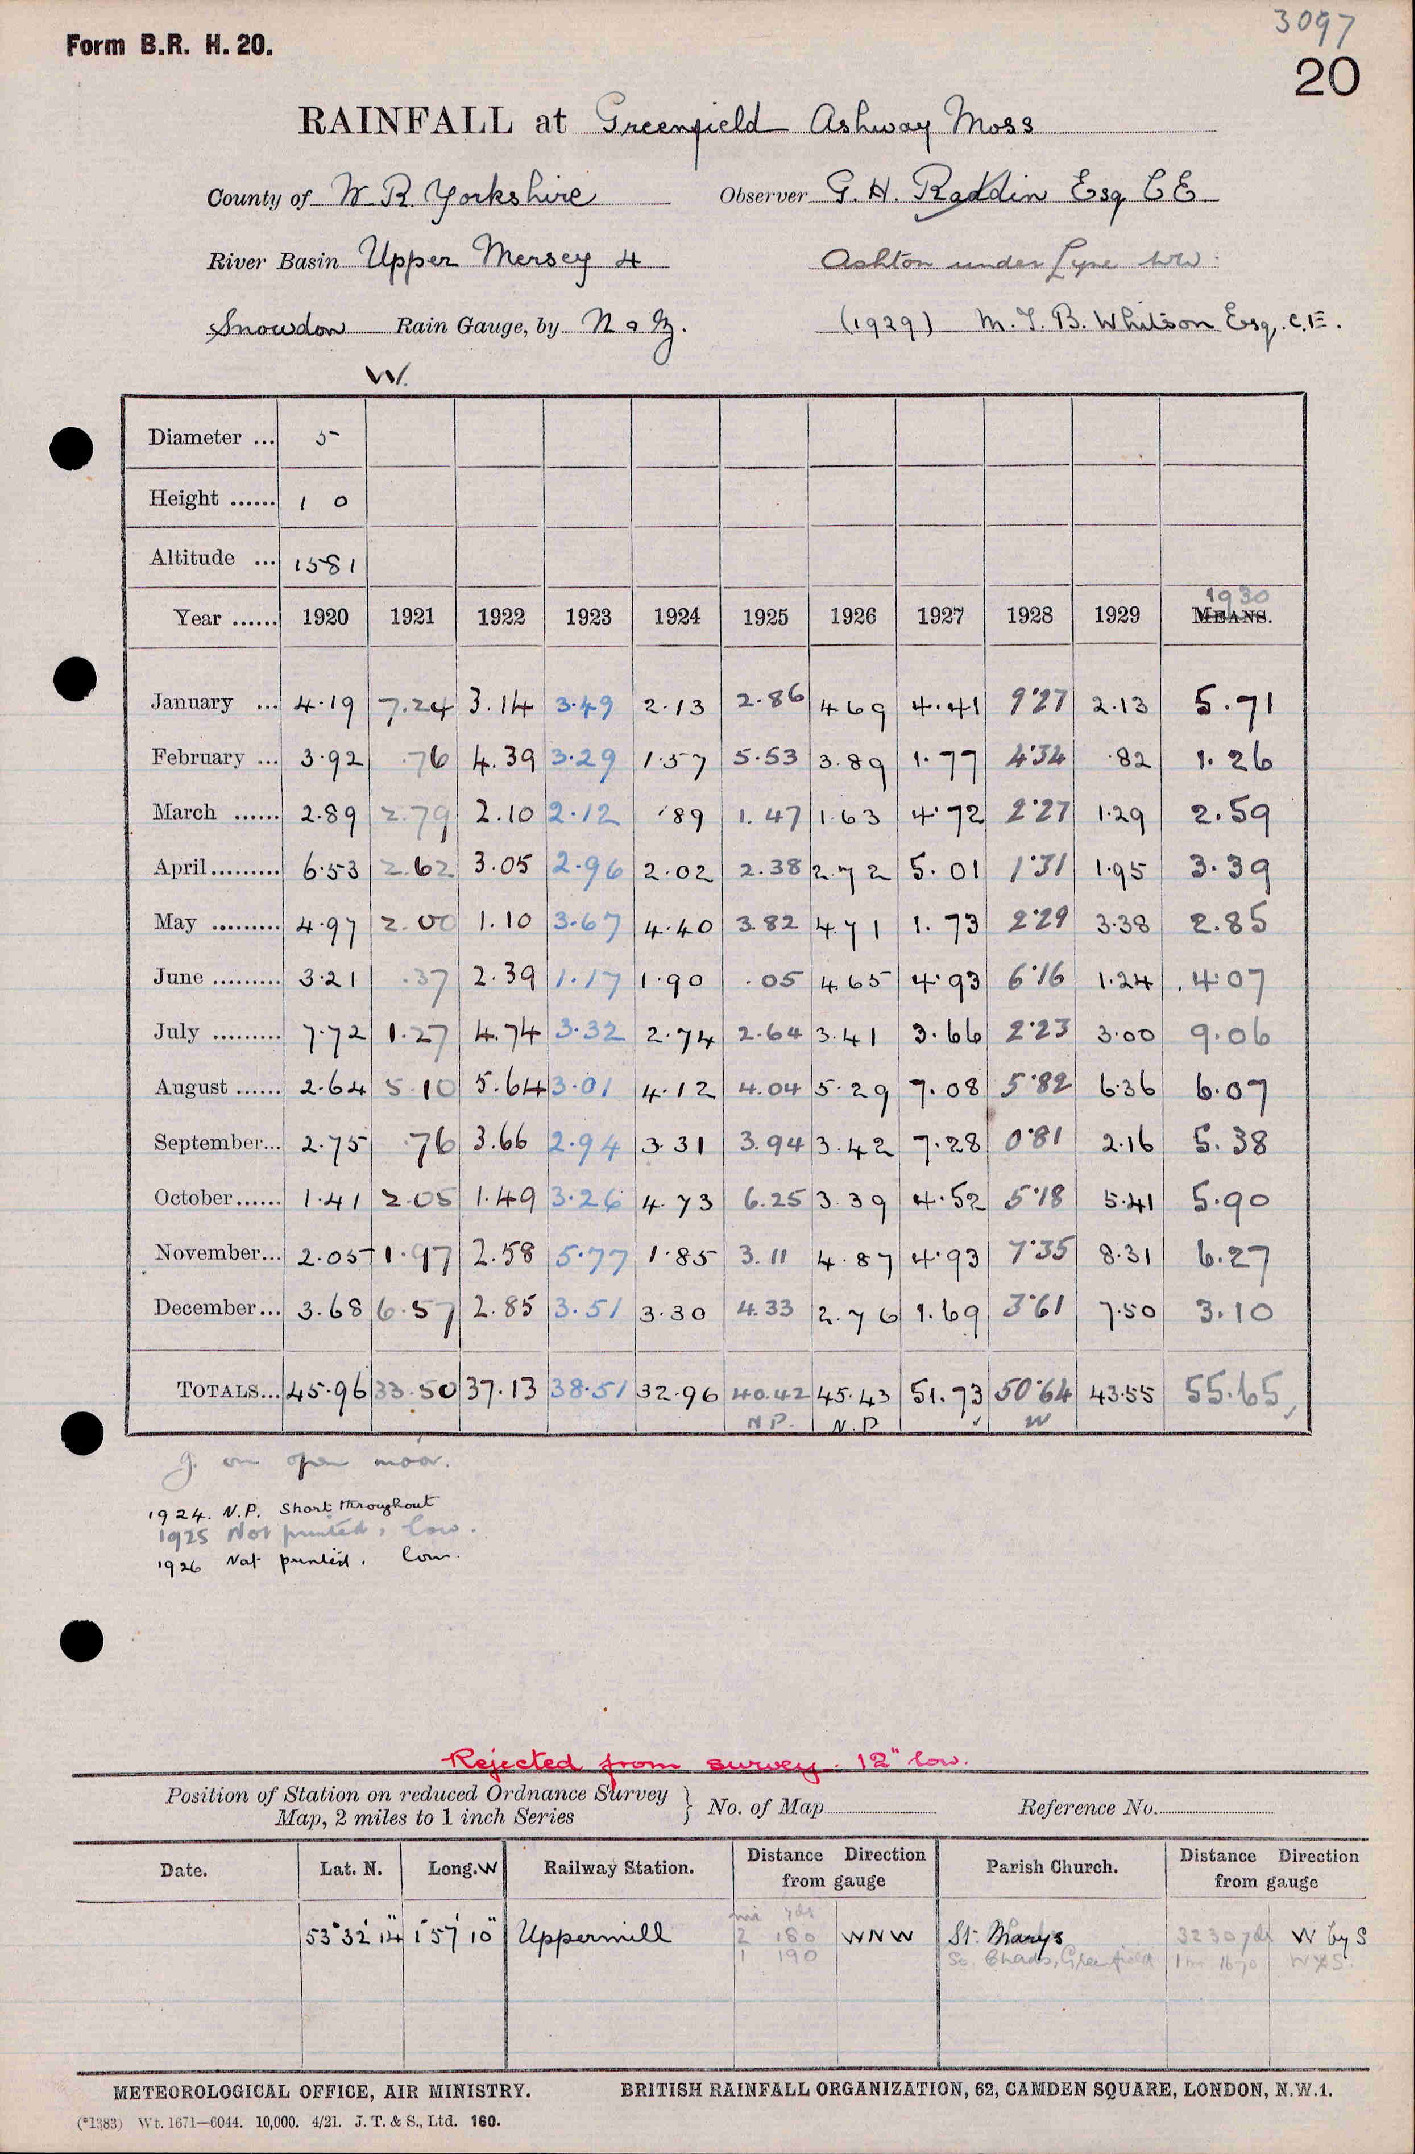 3097
Form B.R. H. 20.
20
RAINFALL at Greenfield Ashway Moss
County of W R Yorkshire Observer G. H. Raddin Esq C E
River Basin Upper Mersey 4 Ashton under Lyne WW
Snowdon Rain Gauge, by N & Z.
(1929) M. T. B. Whitson Esq. C.E.
W.
Diameter ... 5
Height ...... 1 0
Altitude ... 1581
1930
Year ...... 1920 1921 1922 1923 1924 1925 1926 1927 1928 1929 MEANS.
January ... 4.19 7.24 3.14 3.49 2.13 2.86 4 69 4.41 9.27 2.13 5.71
February ... 3.92 .76 4.39 3.29 1.57 5.53 3.89 1.77 4.34 .82 1.26
March ...... 2.89 2.79 2.10 2.12 .89 1.47 1.63 4.72 2.27 1.29 2.59
April......... 6.53 2.62 3.05 2.96 2.02 2.38 2.72 5.01 1.31 1.95 3.39
May ......... 4.97 2.00 1.10 3.67 4.40 3.82 4.71 1.73 2.29 3.38 2.85
June ......... 3.21 .37 2.39 1.17 1.90 .05 4.65 4.93 6.16 1.24 4.07
July ......... 7.72 1.27 4.74 3.32 2.74 2.64 3.41 3.66 2.23 3.00 9.06
August ...... 2.64 5.10 5.64 3.01 4.12 4.04 5.29 7.08 5.82 6.36 6.07
September... 2.75 .76 3.66 2.94 3.31 3.94 3.42 7.28 0.81 2.16 5.38
October...... 1.41 2.05 1.49 3.26 4.73 6.25 3.39 4.52 5.18 5.41 5.90
November... 2.05 1.97 2.58 5.77 1.85 3.11 4.87 4.93 7.35 8.31 6.27
December... 3.68 6.57 2.85 3.51 3.30 4.33 2.76 1.69 3.61 7.50 3.10
TOTALS... 45.96 33.50 37.13 38.51 32.96 40.42 45.43 51.73 50.64 43.55 55.65
N.P. N.P W
g. on open moor.
1924. N.P. Short throughout
1925 Not printed, low.
1926 Not printed. low.
Rejected from survey. 12" low.
Position of Station on reduced Ordnance Survey Map, 2 miles to 1 inch Series } No. of Map Reference No.
Date. Lat. N. Long. W Railway Station. Distance Direction from gauge Parish Church. Distance Direction from gauge
mi yds
53° 32' 14" 1° 57' 10" Uppermill 2 180 WNW St. Marys 3230 yds W by S
1 190 St. Chads, Greenfield WxS.
METEOROLOGICAL OFFICE, AIR MINISTRY. BRITISH RAINFALL ORGANIZATION, 62, CAMDEN SQUARE, LONDON, N.W.1.
(*1383) Wt. 1671—6044. 10,000. 4/21. J. T. & S., Ltd. 160.